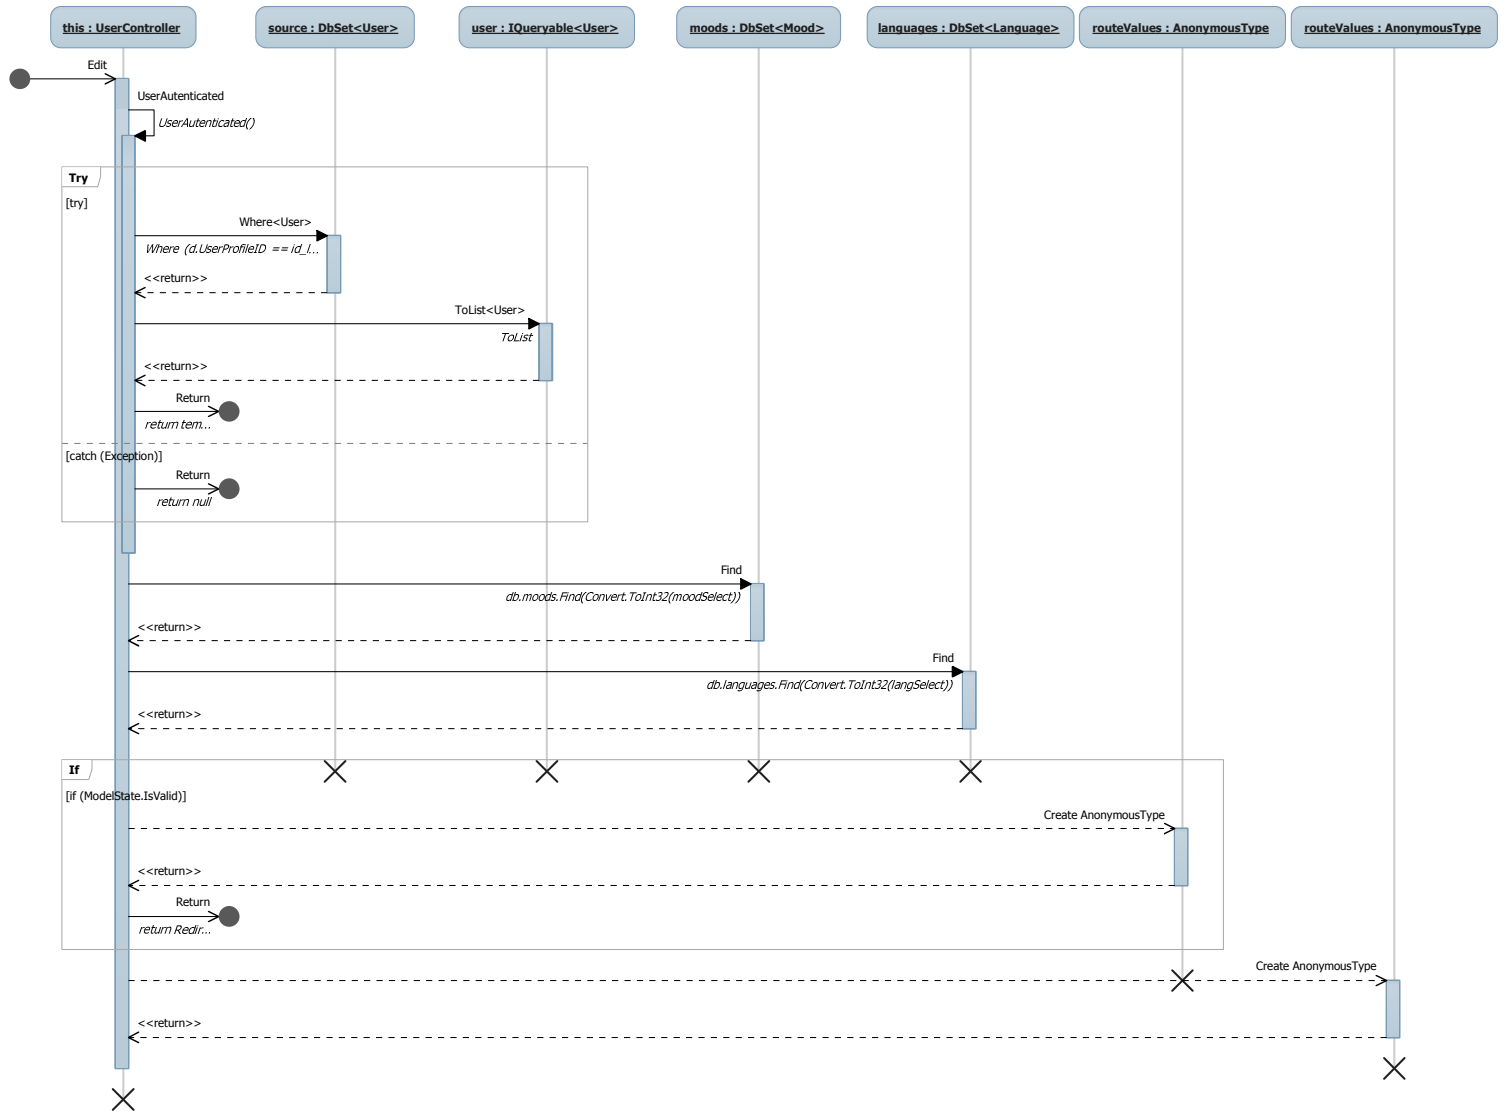 this : UserController
source : DbSet<User>
user : IQueryable<User>
moods : DbSet<Mood>
languages : DbSet<Language>
routeValues : AnonymousType
routeValues : AnonymousType
Edit
UserAutenticated
UserAutenticated()
Try
[try]
Where<User>
Where (d.UserProfileID == id_l...
<<return>>
ToList<User>
ToList
<<return>>
Return
return tem...
[catch (Exception)]
Return
return null
Find
db.moods.Find(Convert.ToInt32(moodSelect))
<<return>>
Find
db.languages.Find(Convert.ToInt32(langSelect))
<<return>>
If
[if (ModelState.IsValid)]
Create AnonymousType
<<return>>
Return
return Redir...
Create AnonymousType
<<return>>